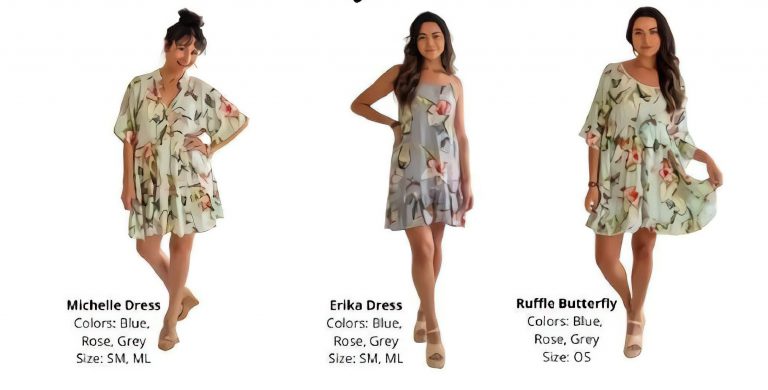 Michelle Dress
Colors: Blue,
Rose, Grey
Size: SM, ML
Erika Dress
Colors: Blue,
Rose, Grey
Size: SM, ML
Ruffle Butterfly
Colors: Blue,
Rose, Grey
Size: OS